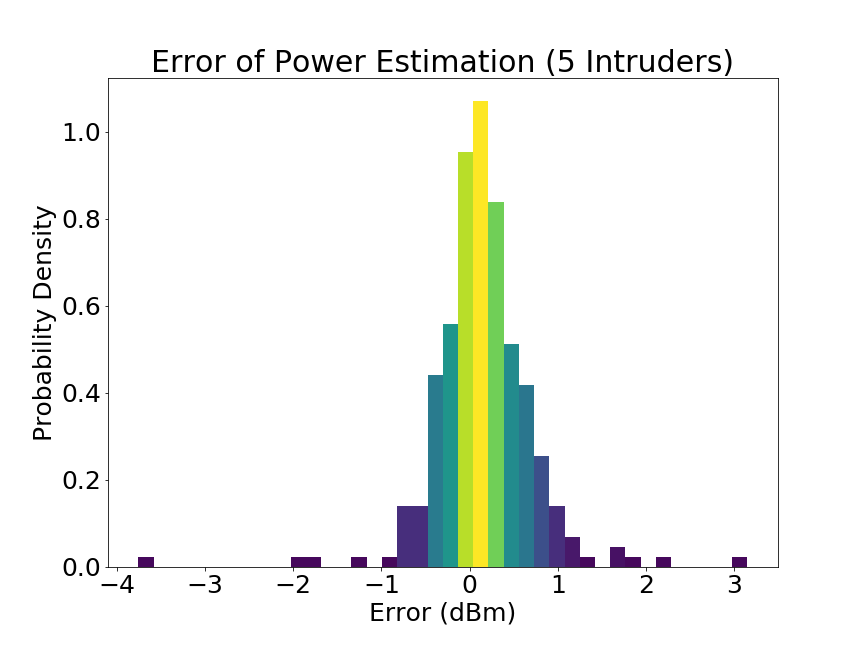 Error of Power Estimation (5 Intruders)
Probability Density
1.0
0.8
0.6
0.4
0.2
0.0
−4 −3 −2 −1 0 1 2 3
Error (dBm)